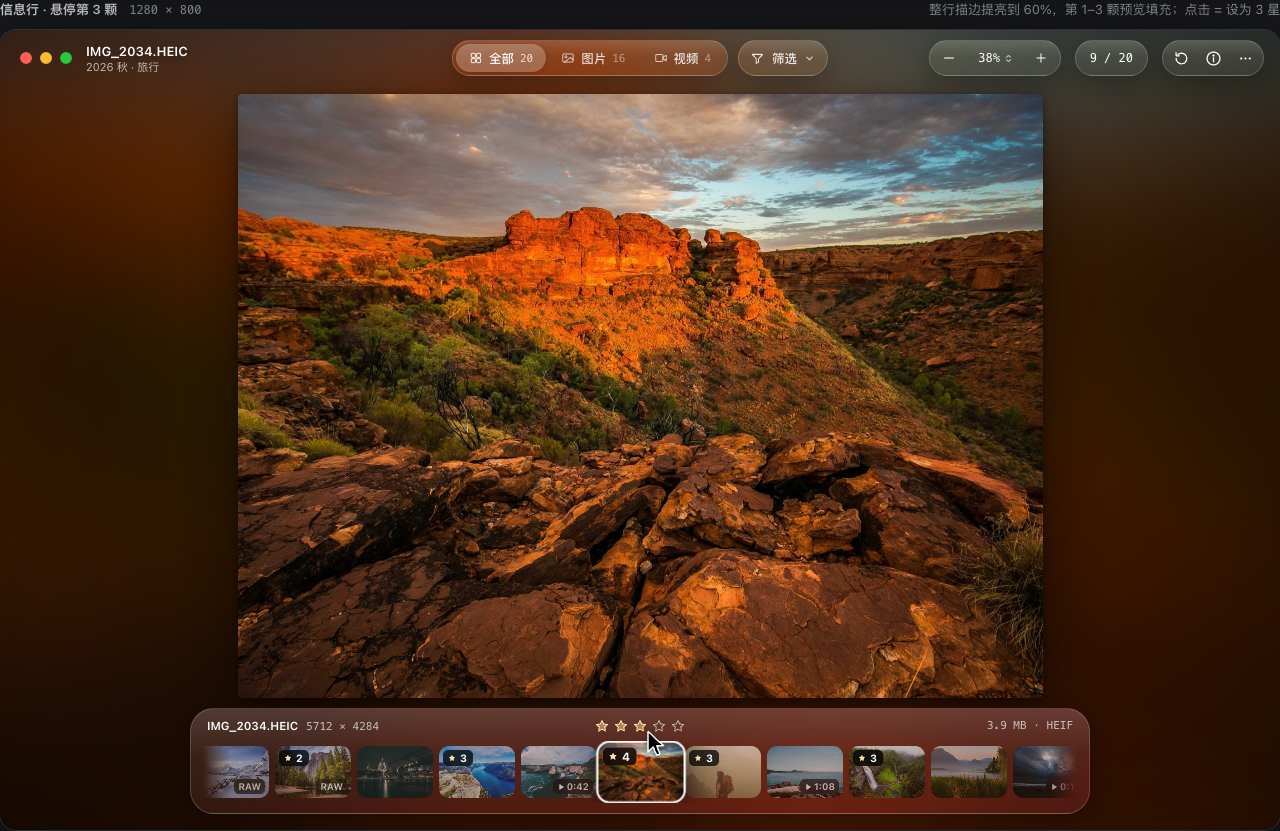 信息行 · 悬停第 3 颗 1280 × 800
整行描边提亮到 60%，第 1–3 颗预览填充；点击 = 设为 3 星
IMG_2034.HEIC
2026 秋 · 旅行
全部 20 图片 16 视频 4 筛选
38% 9 / 20
IMG_2034.HEIC 5712 × 4284
3.9 MB · HEIF
RAW
2
RAW
3
0:42
4
3
1:08
3